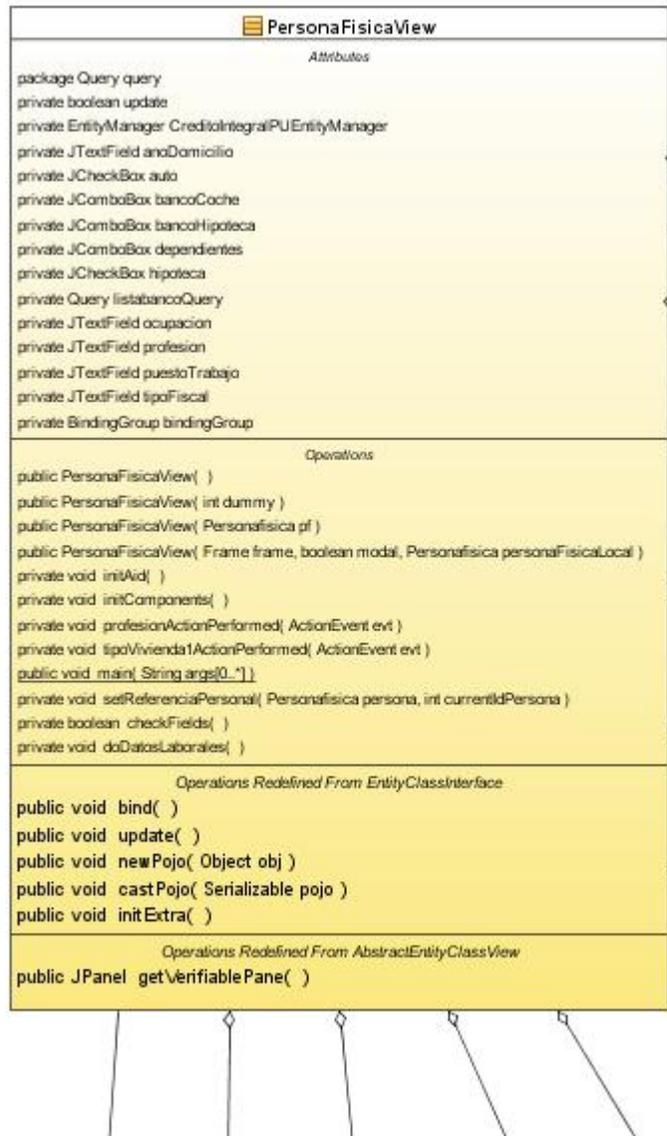 PersonaFisicaView
Attributes
package Query query
private boolean update
private EntityManager CreditoIntegralPUEntityManager
private JTextField anoDomicilio
private JCheckBox auto
private JComboBox bancoCoche
private JComboBox bancoHipoteca
private JComboBox dependientes
private JCheckBox hipoteca
private Query listabancoQuery
private JTextField ocupacion
private JTextField profesion
private JTextField puestoTrabajo
private JTextField tipoFiscal
private BindingGroup bindingGroup
Operations
public PersonaFisicaView( )
public PersonaFisicaView( int dummy )
public PersonaFisicaView( Personafisica pf )
public PersonaFisicaView( Frame frame, boolean modal, Personafisica personaFisicaLocal )
private void initAid( )
private void initComponents( )
private void profesionActionPerformed( ActionEvent evt )
private void tipoVivienda1ActionPerformed( ActionEvent evt )
public void main( String args[0..*] )
private void setReferenciaPersonal( Personafisica persona, int currentIdPersona )
private boolean checkFields( )
private void doDatosLaborales( )
Operations Redefined From EntityClassInterface
public void bind( )
public void update( )
public void newPojo( Object obj )
public void castPojo( Serializable pojo )
public void initExtra( )
Operations Redefined From AbstractEntityClassView
public JPanel getVerifiablePane( )